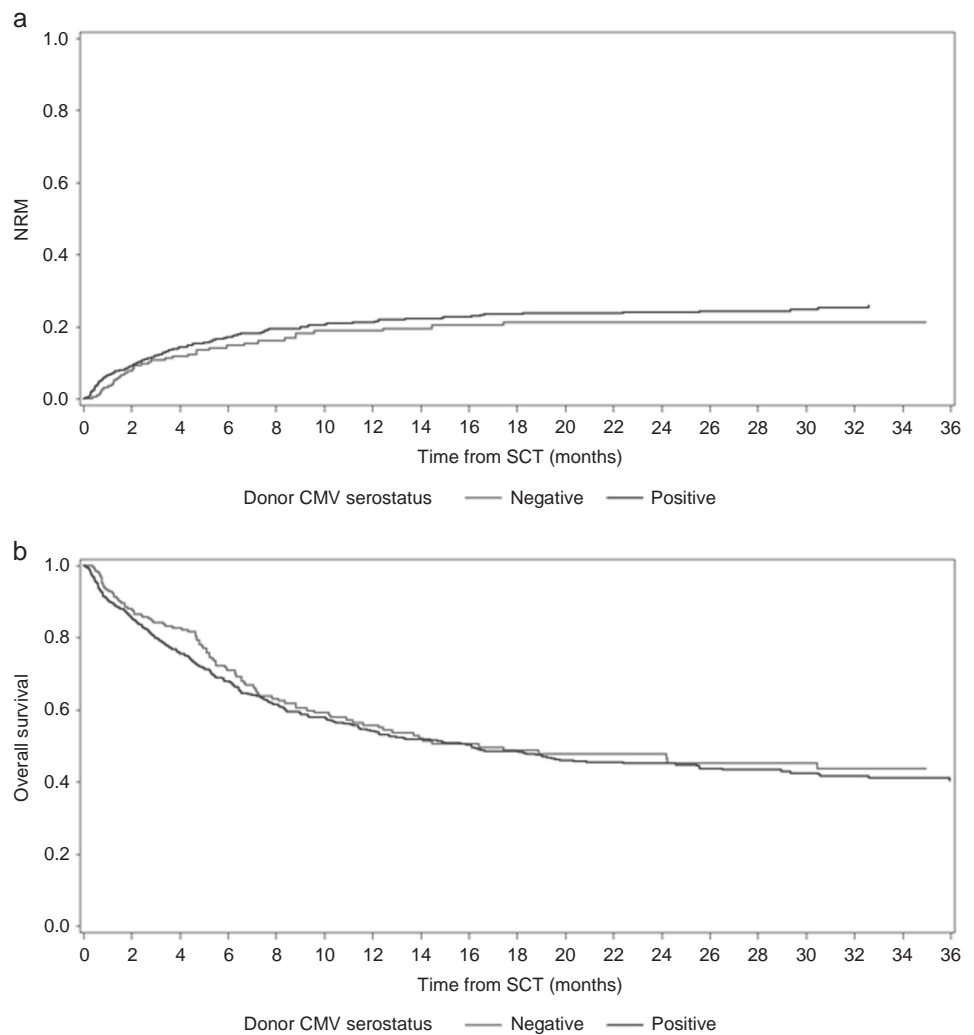 a
1.0
0.8
0.6
0.4
0.2
0.0
NRM
0 2 4 6 8 10 12 14 16 18 20 22 24 26 28 30 32 34 36
Time from SCT (months)
Donor CMV serostatus Negative Positive
b
1.0
0.8
0.6
0.4
0.2
0.0
Overall survival
0 2 4 6 8 10 12 14 16 18 20 22 24 26 28 30 32 34 36
Time from SCT (months)
Donor CMV serostatus Negative Positive